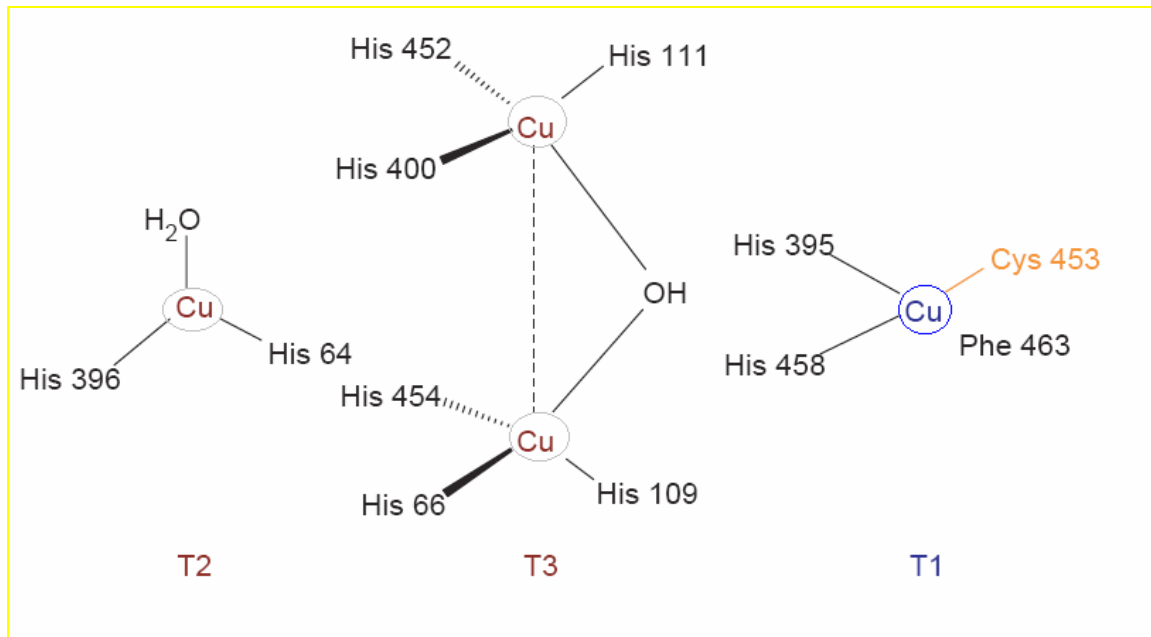 His 452
His 111
Cu
His 400
H₂O
Cu
His 396
His 64
OH
His 454
Cu
His 66
His 109
His 395
Cys 453
Cu
His 458
Phe 463
T2
T3
T1